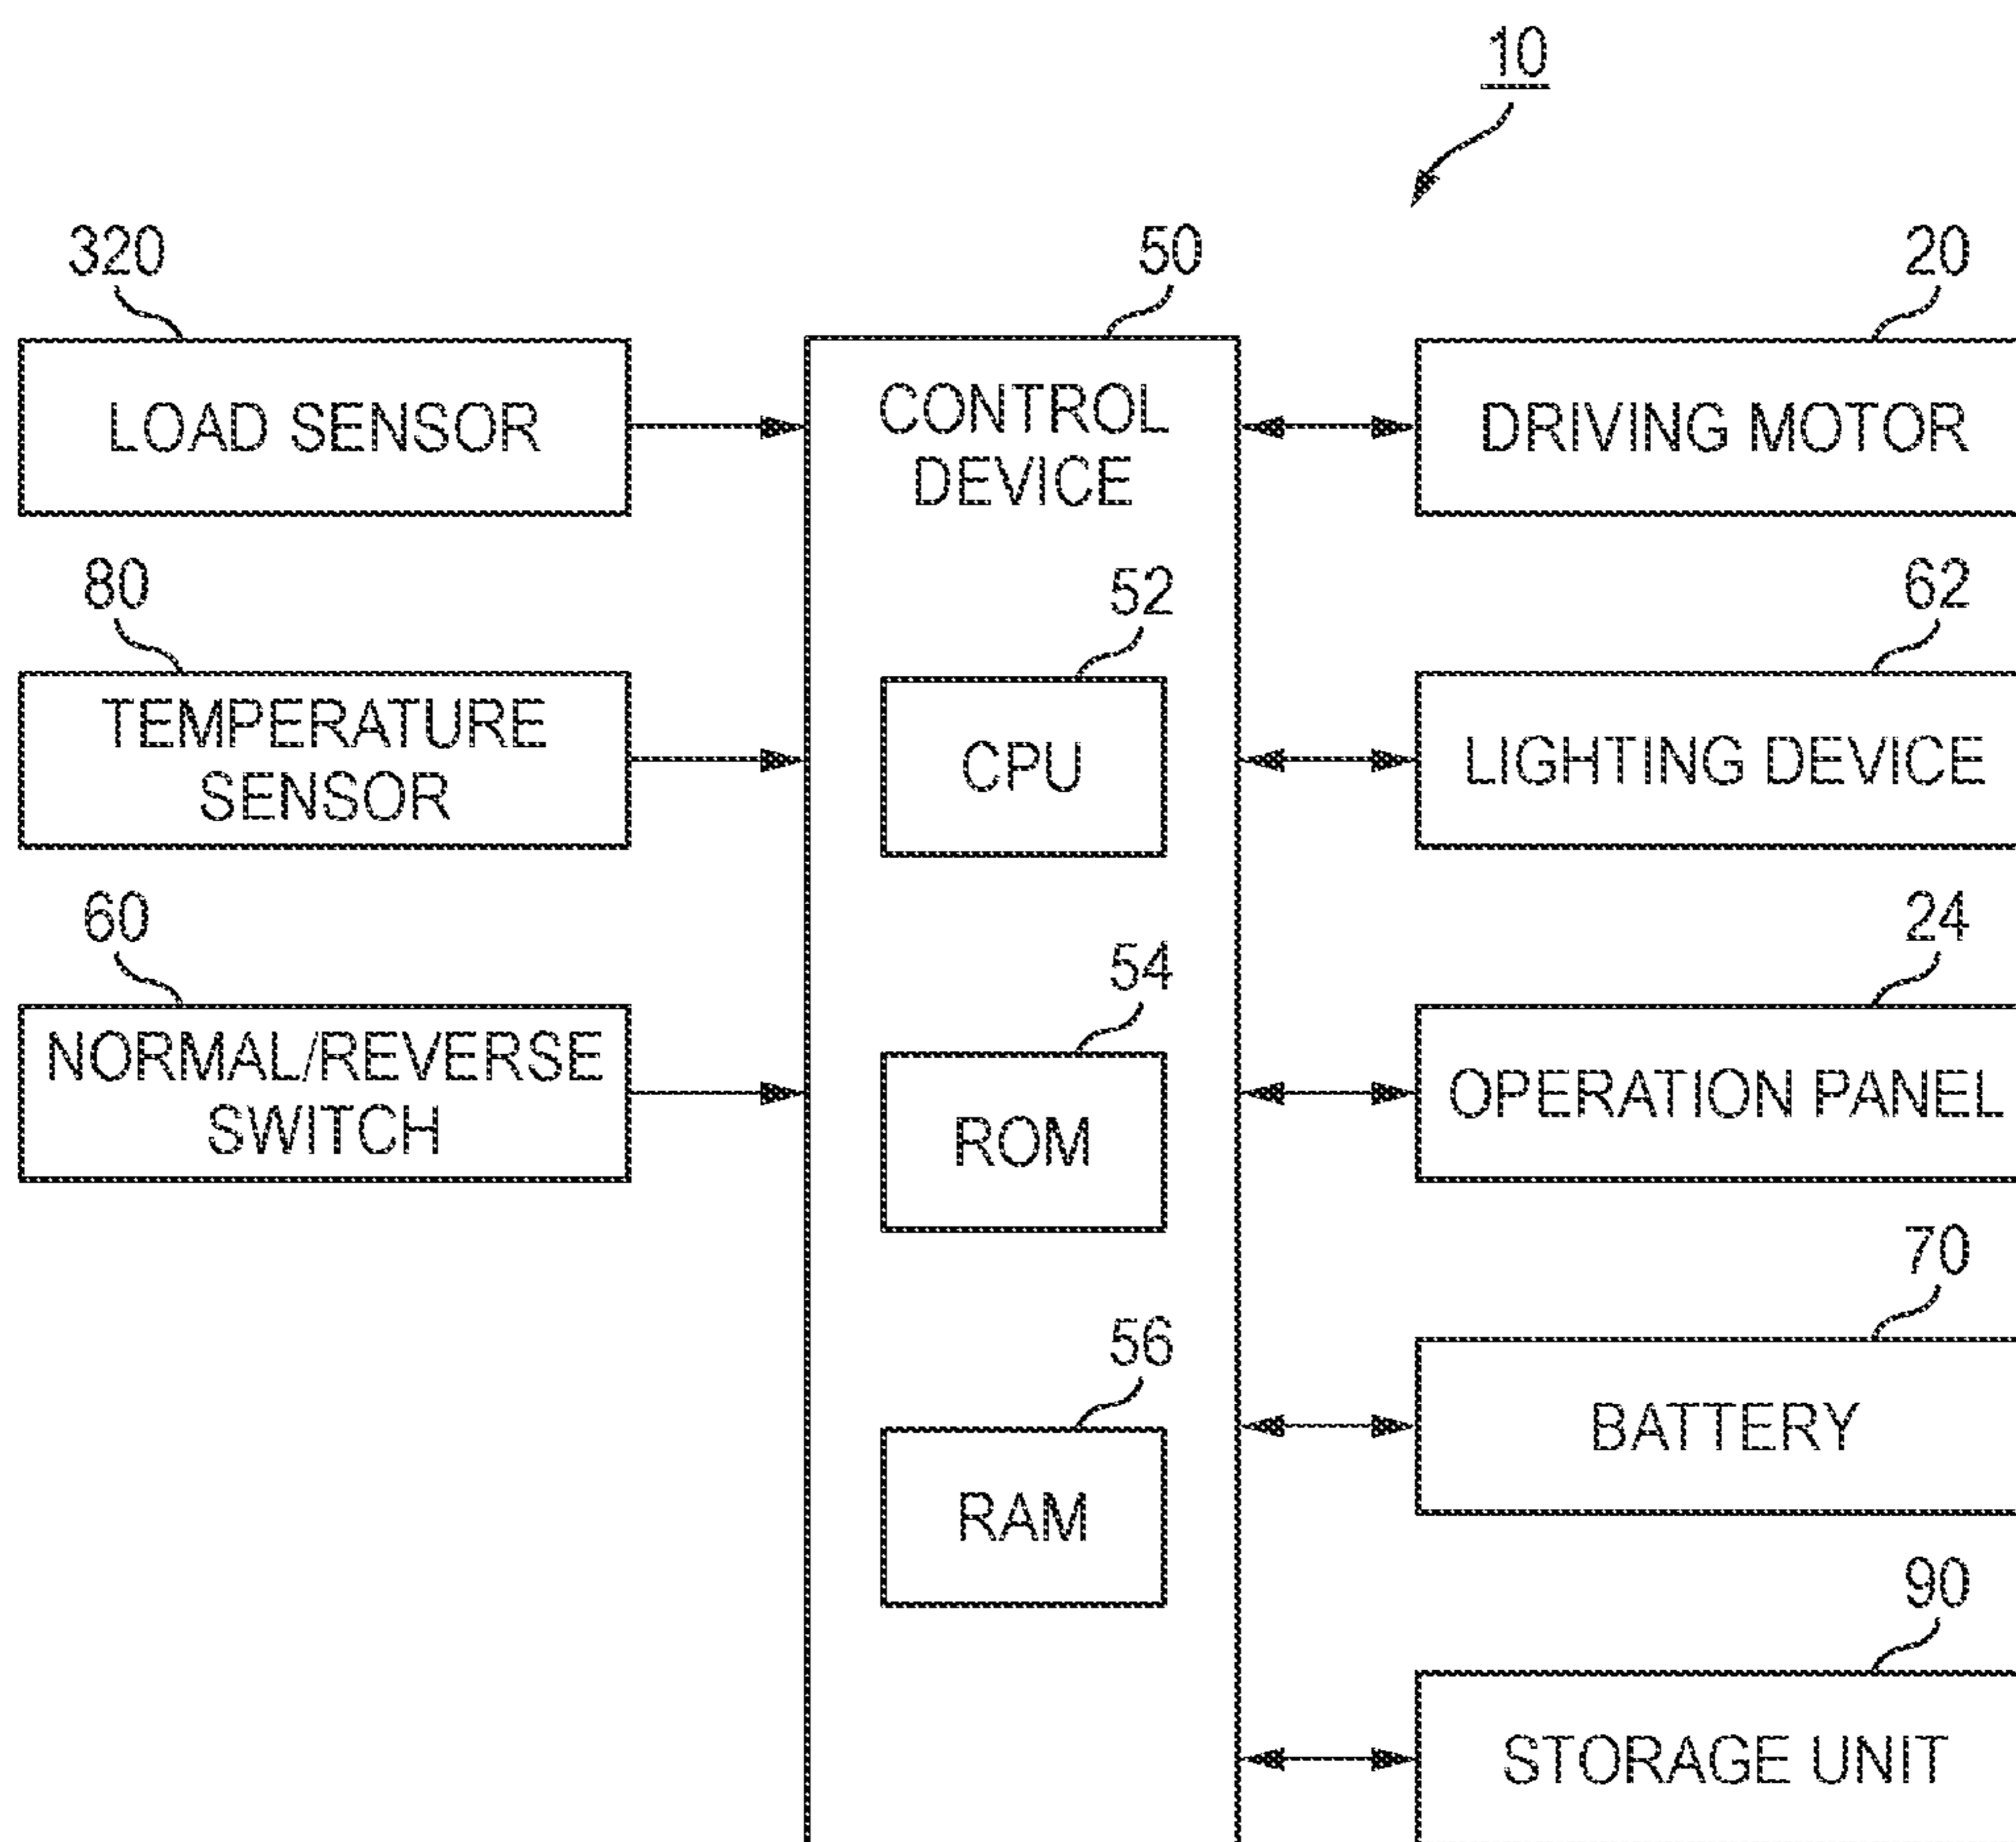 10
320
50
20
LOAD SENSOR
CONTROL
DEVICE
DRIVING MOTOR
80
52
62
TEMPERATURE
SENSOR
CPU
LIGHTING DEVICE
60
54
24
NORMAL/REVERSE
SWITCH
ROM
OPERATION PANEL
70
56
BATTERY
RAM
90
STORAGE UNIT